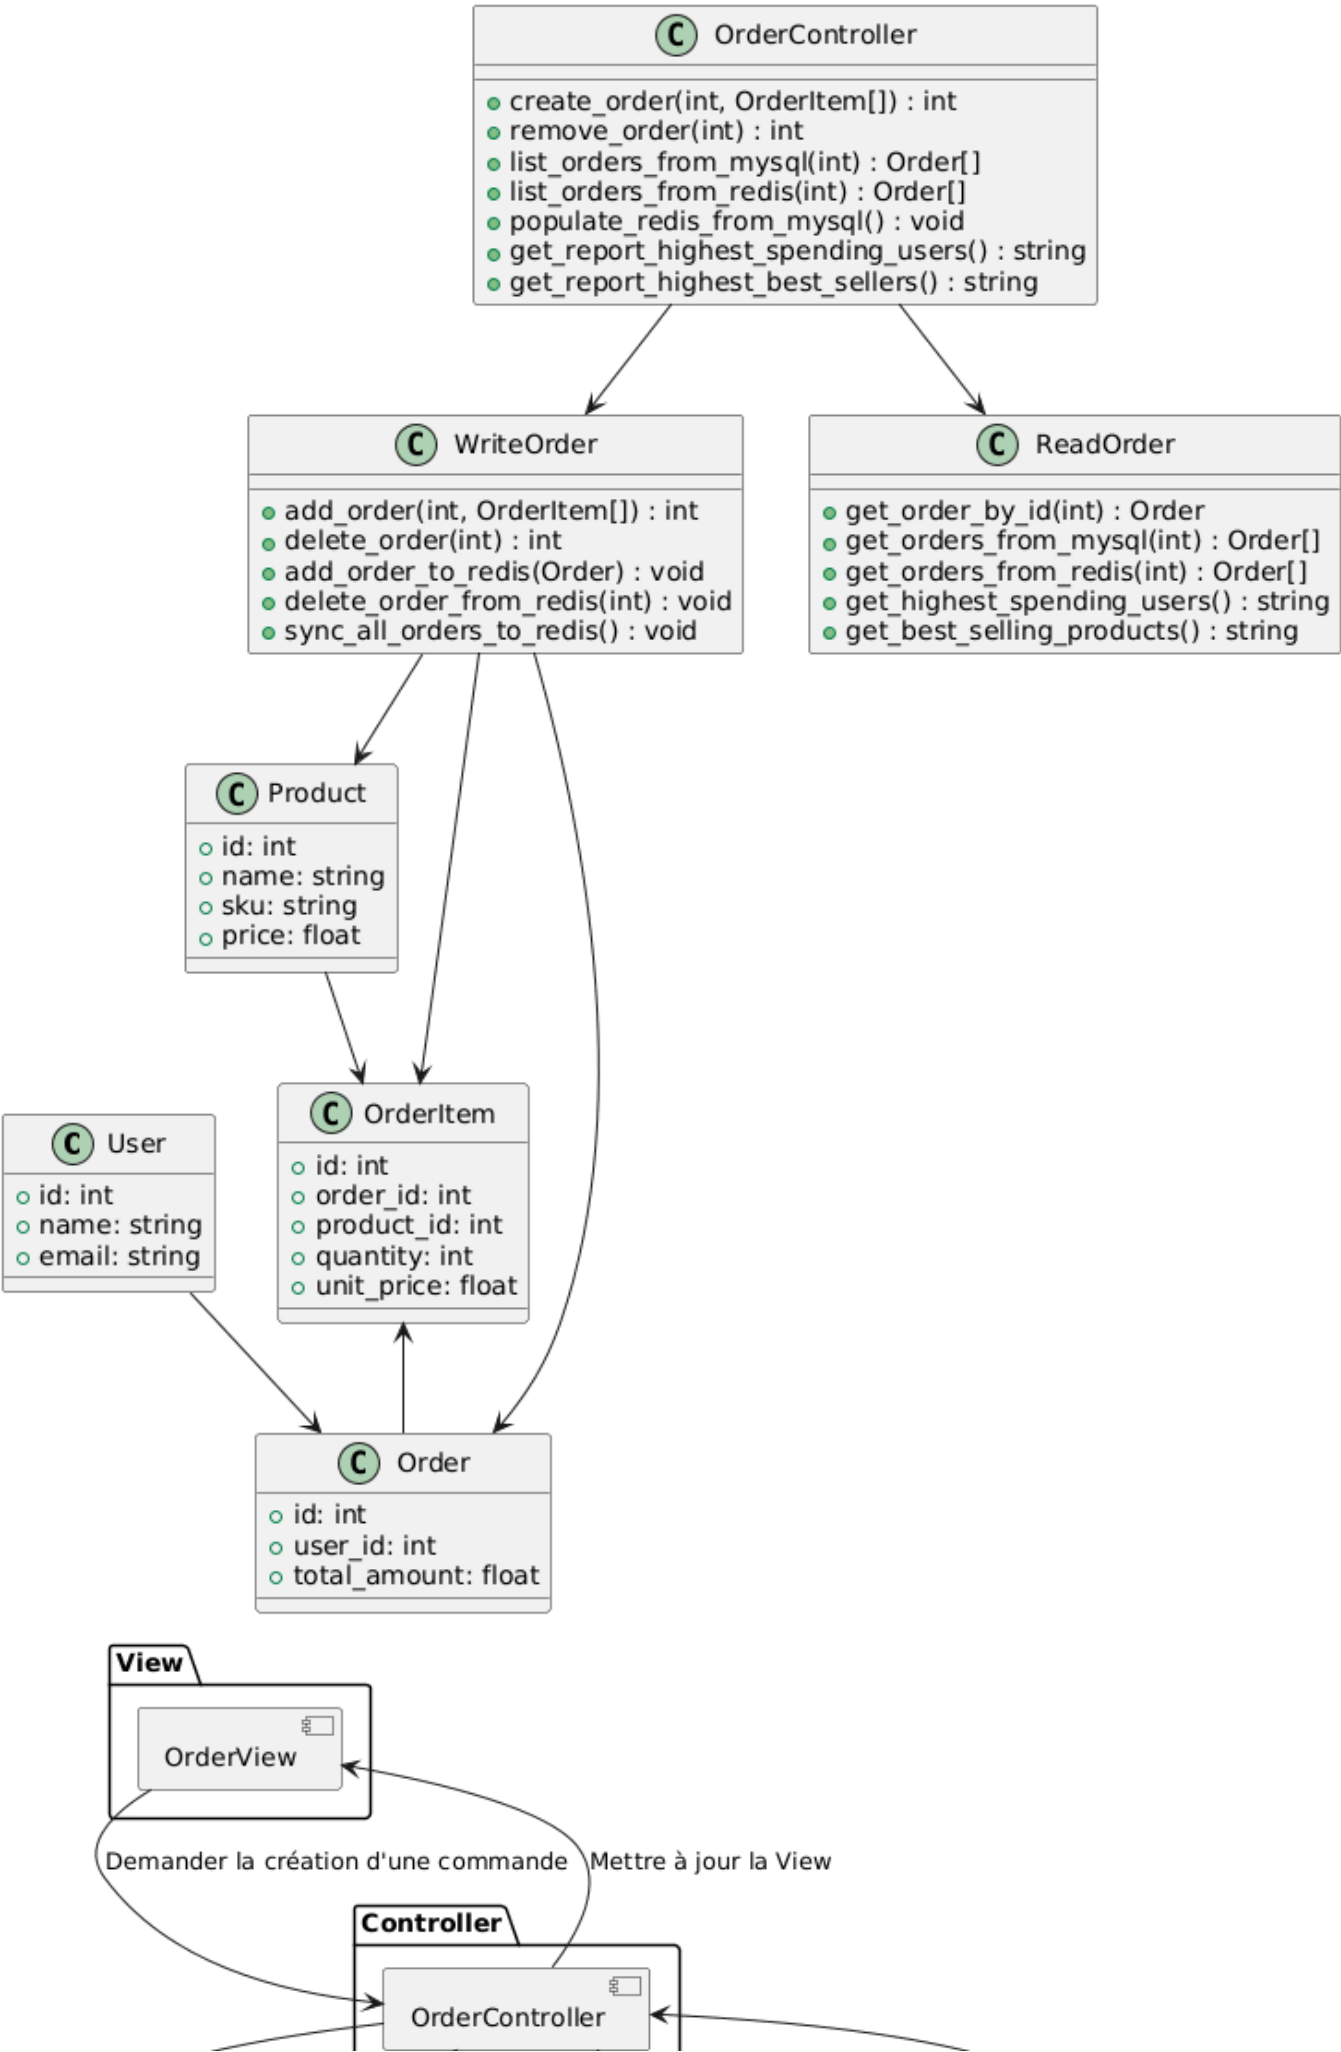 C OrderController
create_order(int, OrderItem[]) : int
remove_order(int) : int
list_orders_from_mysql(int) : Order[]
list_orders_from_redis(int) : Order[]
populate_redis_from_mysql() : void
get_report_highest_spending_users() : string
get_report_highest_best_sellers() : string
C WriteOrder
add_order(int, OrderItem[]) : int
delete_order(int) : int
add_order_to_redis(Order) : void
delete_order_from_redis(int) : void
sync_all_orders_to_redis() : void
C ReadOrder
get_order_by_id(int) : Order
get_orders_from_mysql(int) : Order[]
get_orders_from_redis(int) : Order[]
get_highest_spending_users() : string
get_best_selling_products() : string
C Product
id: int
name: string
sku: string
price: float
C User
id: int
name: string
email: string
C OrderItem
id: int
order_id: int
product_id: int
quantity: int
unit_price: float
C Order
id: int
user_id: int
total_amount: float
View
OrderView
Demander la création d'une commande
Mettre à jour la View
Controller
OrderController